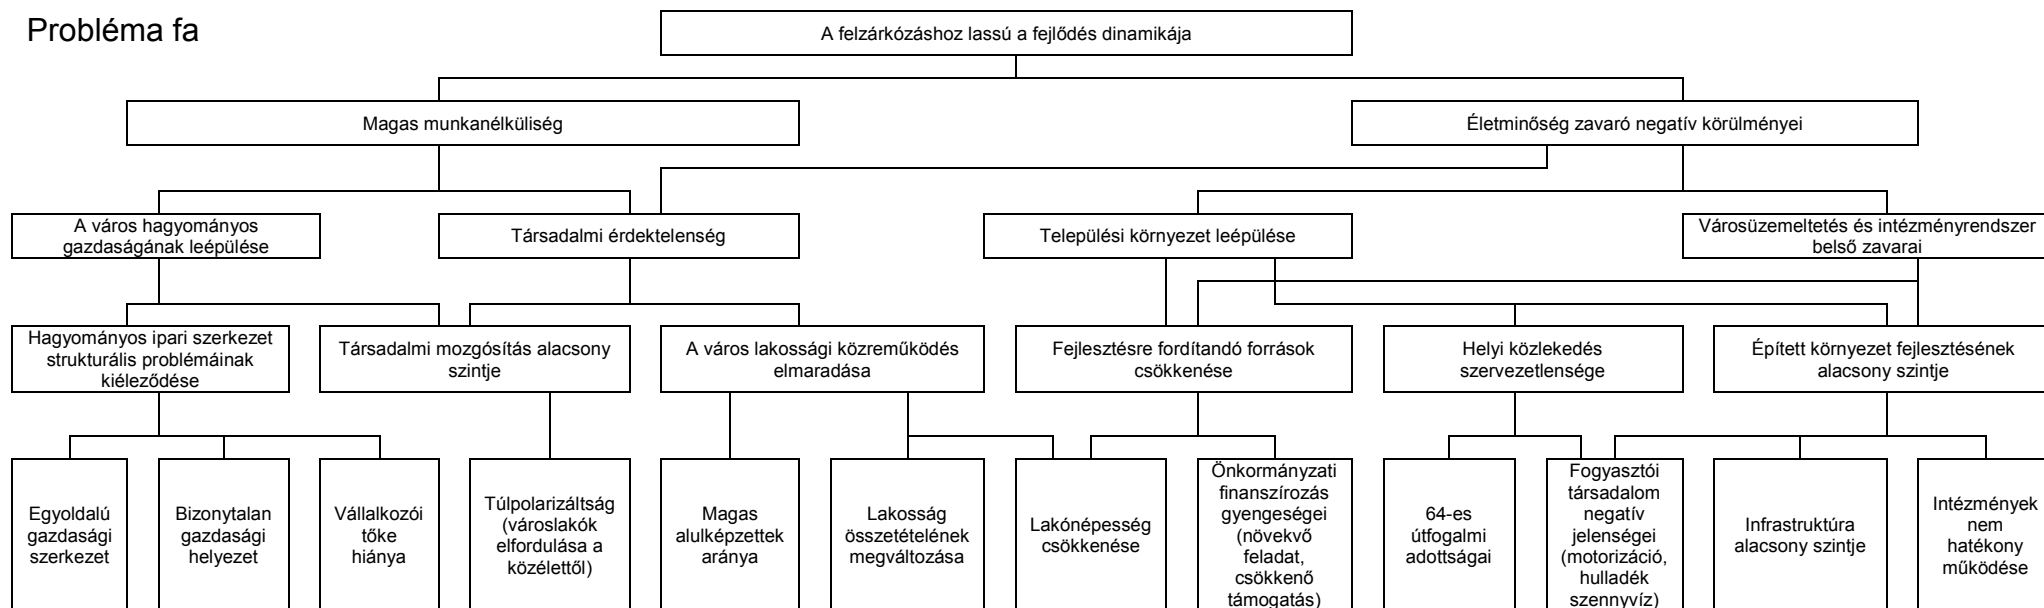 Probléma fa
A felzárkózáshoz lassú a fejlődés dinamikája
Magas munkanélküliség
Életminőség zavaró negatív körülményei
A város hagyományos
gazdaságának leépülése
Társadalmi érdektelenség
Települési környezet leépülése
Városüzemeltetés és intézményrendszer
belső zavarai
Hagyományos ipari szerkezet
strukturális problémáinak
kiéleződése
Társadalmi mozgósítás alacsony
szintje
A város lakossági közreműködés
elmaradása
Fejlesztésre fordítandó források
csökkenése
Helyi közlekedés
szervezetlensége
Épített környezet fejlesztésének
alacsony szintje
Egyoldalú
gazdasági
szerkezet
Bizonytalan
gazdasági
helyezet
Vállalkozói
tőke
hiánya
Túlpolarizáltság
(városlakók
elfordulása a
közélettől)
Magas
alulképzettek
aránya
Lakosság
összetételének
megváltozása
Lakónépesség
csökkenése
Önkormányzati
finanszírozás
gyengeségei
(növekvő
feladat,
csökkenő
támogatás)
64-es
útfogalmi
adottságai
Fogyasztói
társadalom
negatív
jelenségei
(motorizáció,
hulladék
szennyvíz)
Infrastruktúra
alacsony szintje
Intézmények
nem
hatékony
működése